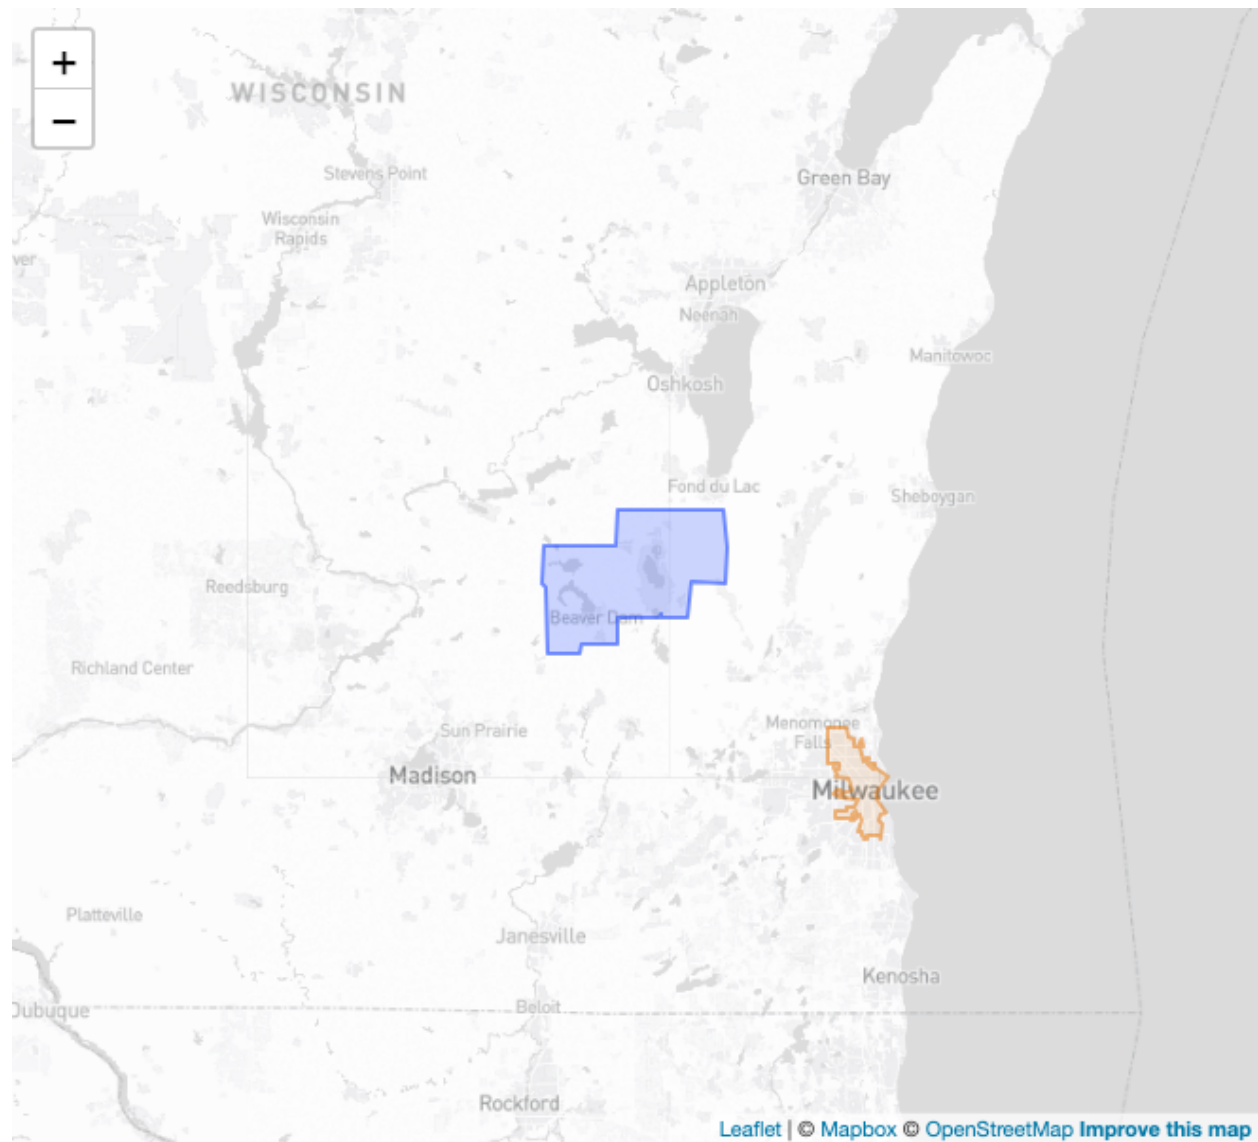 +
−
WISCONSIN
Stevens Point
Green Bay
Wisconsin
Rapids
ver
Appleton
Neenah
Manitowoc
Oshkosh
Fond du Lac
Sheboygan
Reedsburg
Beaver Dam
Richland Center
Menomonee
Falls
Sun Prairie
Madison
Milwaukee
Platteville
Janesville
Kenosha
Beloit
Dubuque
Rockford
Leaflet | © Mapbox © OpenStreetMap Improve this map